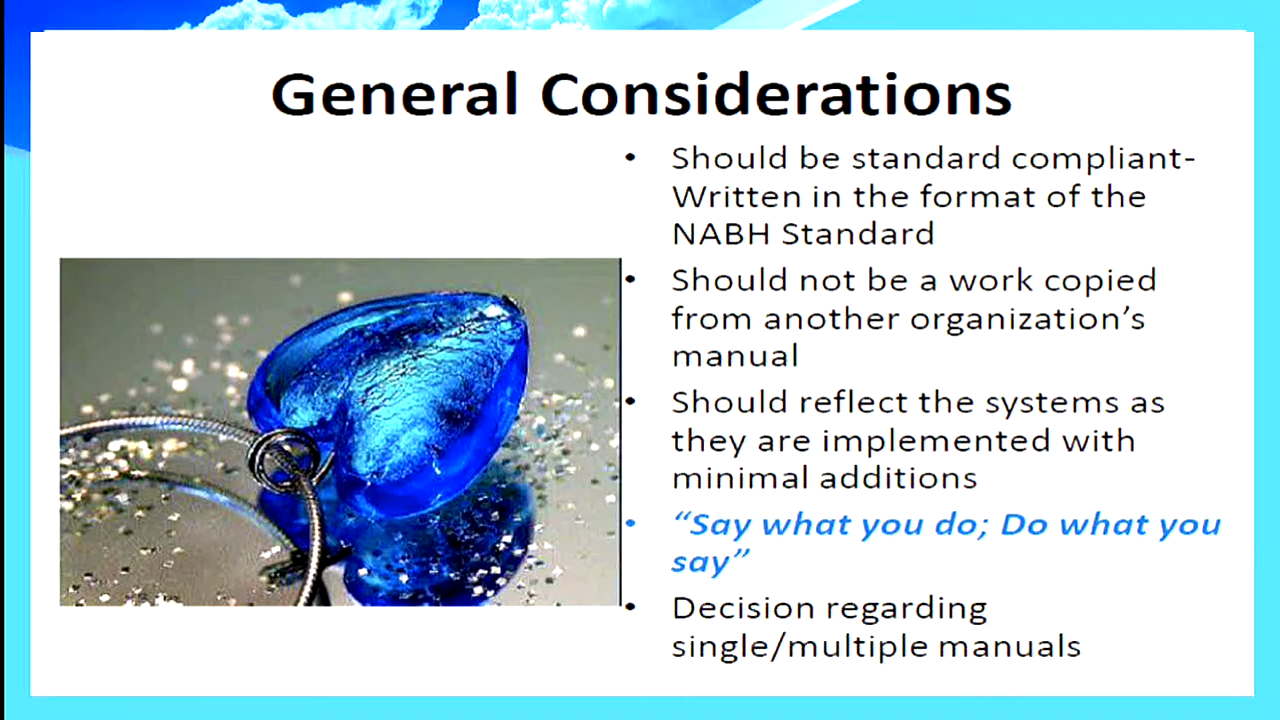 General Considerations
• Should be standard compliant-
Written in the format of the
NABH Standard
• Should not be a work copied
from another organization’s
manual
• Should reflect the systems as
they are implemented with
minimal additions
• “Say what you do; Do what you
say”
• Decision regarding
single/multiple manuals